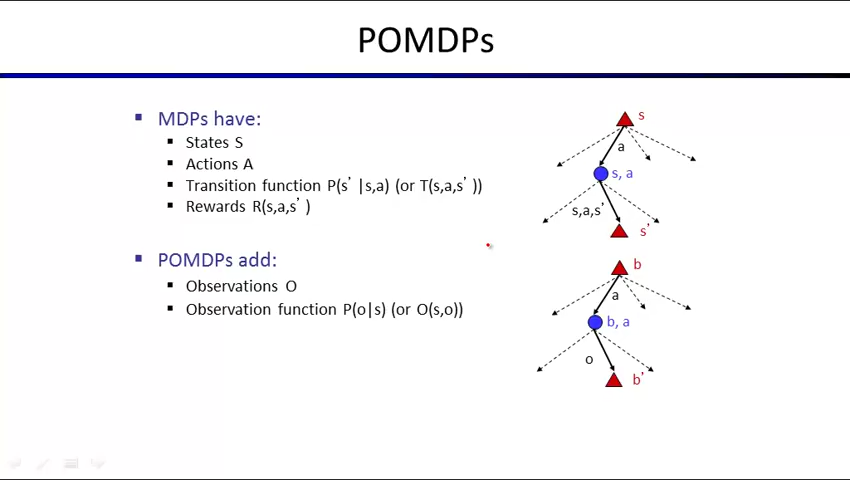 POMDPs
MDPs have:
States S
Actions A
Transition function P(s'|s,a) (or T(s,a,s'))
Rewards R(s,a,s')
POMDPs add:
Observations O
Observation function P(o|s) (or O(s,o))
s
a
s, a
s,a,s'
s'
b
a
b, a
o
b'